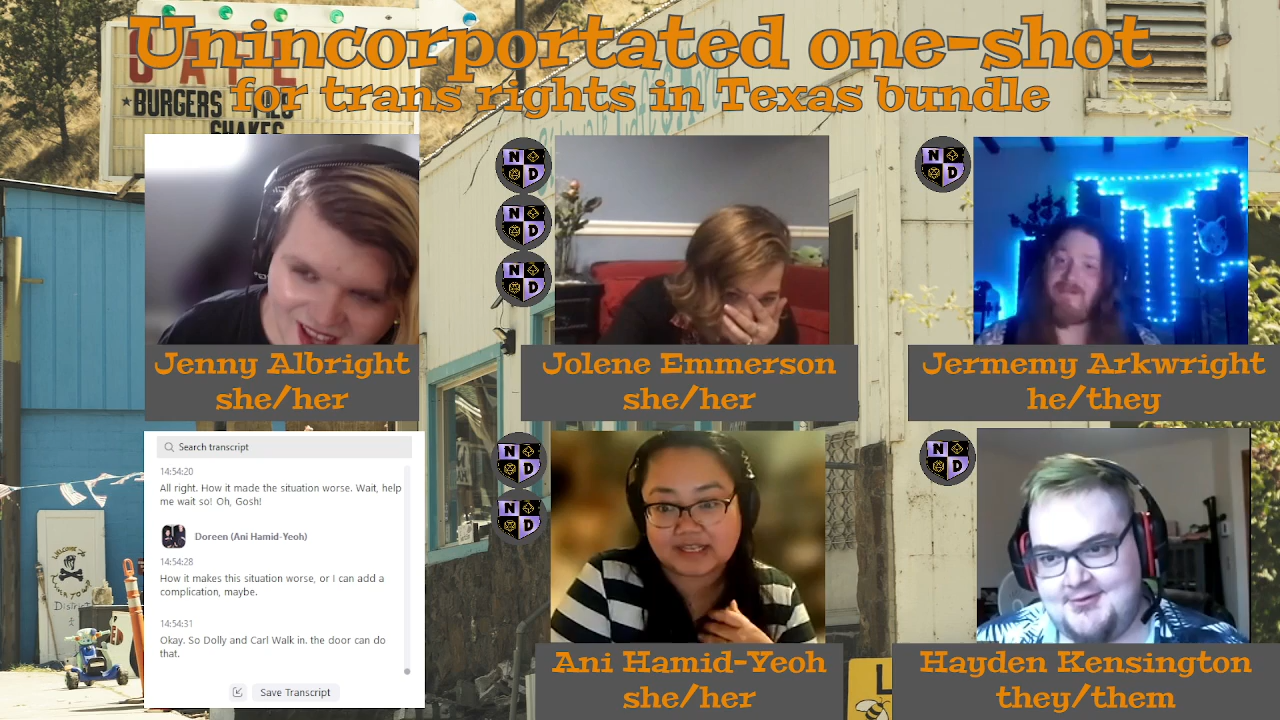 Unincorportated one-shot
for trans rights in Texas bundle
CAFE
BURGERS PIES
SHAKES
N
D
N
D
N
D
N
D
Jenny Albright
she/her
Jolene Emmerson
she/her
Jermemy Arkwright
he/they
Search transcript
14:54:20
All right. How it made the situation worse. Wait, help
me wait so! Oh, Gosh!
Doreen (Ani Hamid-Yeoh)
14:54:28
How it makes this situation worse, or I can add a
complication, maybe.
14:54:31
Okay. So Dolly and Carl Walk in. the door can do
that.
Save Transcript
N
D
N
D
N
D
WELCOME TO
District
L
Ani Hamid-Yeoh
she/her
Hayden Kensington
they/them